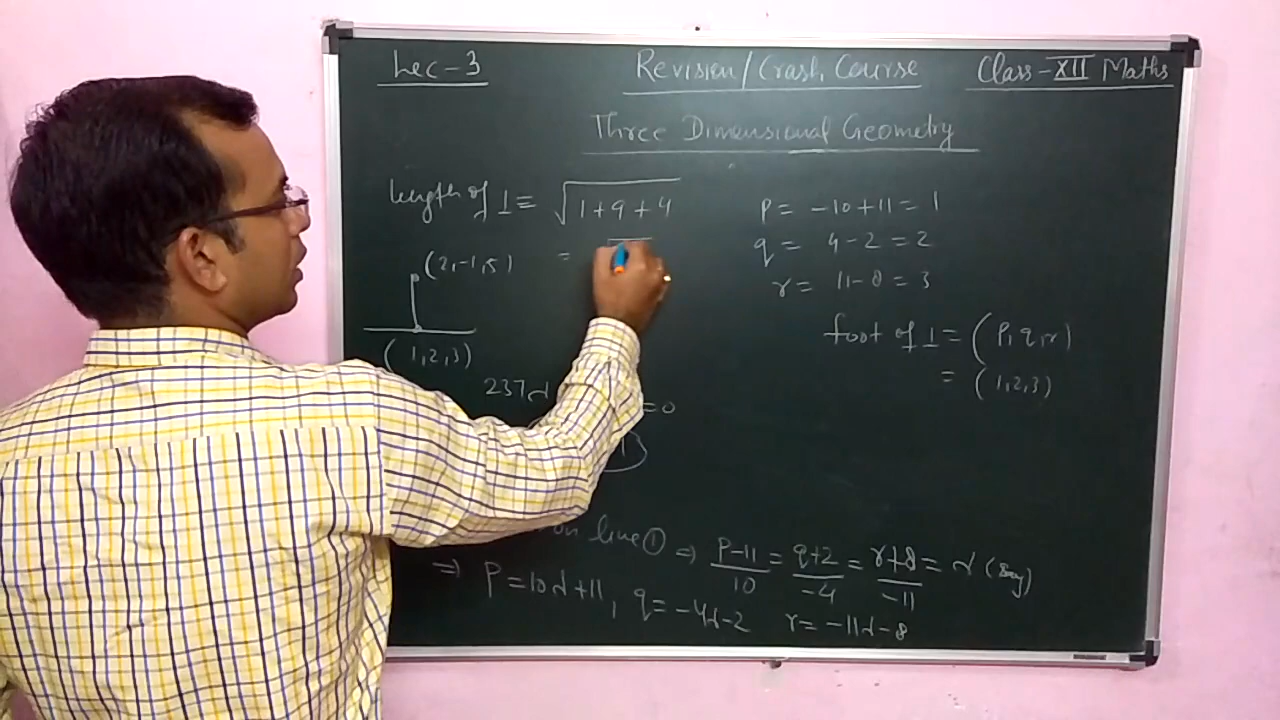 Lec-3
Revision/Crash Course
Class-XII Maths
Three Dimensional Geometry
length of ⊥ = √1+9+4
=
(2,-1,5)
(1,2,3)
237α
=0
P= -10+11=1
q= 4-2=2
r= 11-8=3
foot of ⊥ = (P,q,r)
= (1,2,3)
on line ① ⇒ P-11/10 = q+2/-4 = r+8/-11 = α (say)
⇒ P=10α+11, q=-4α-2 r=-11α-8